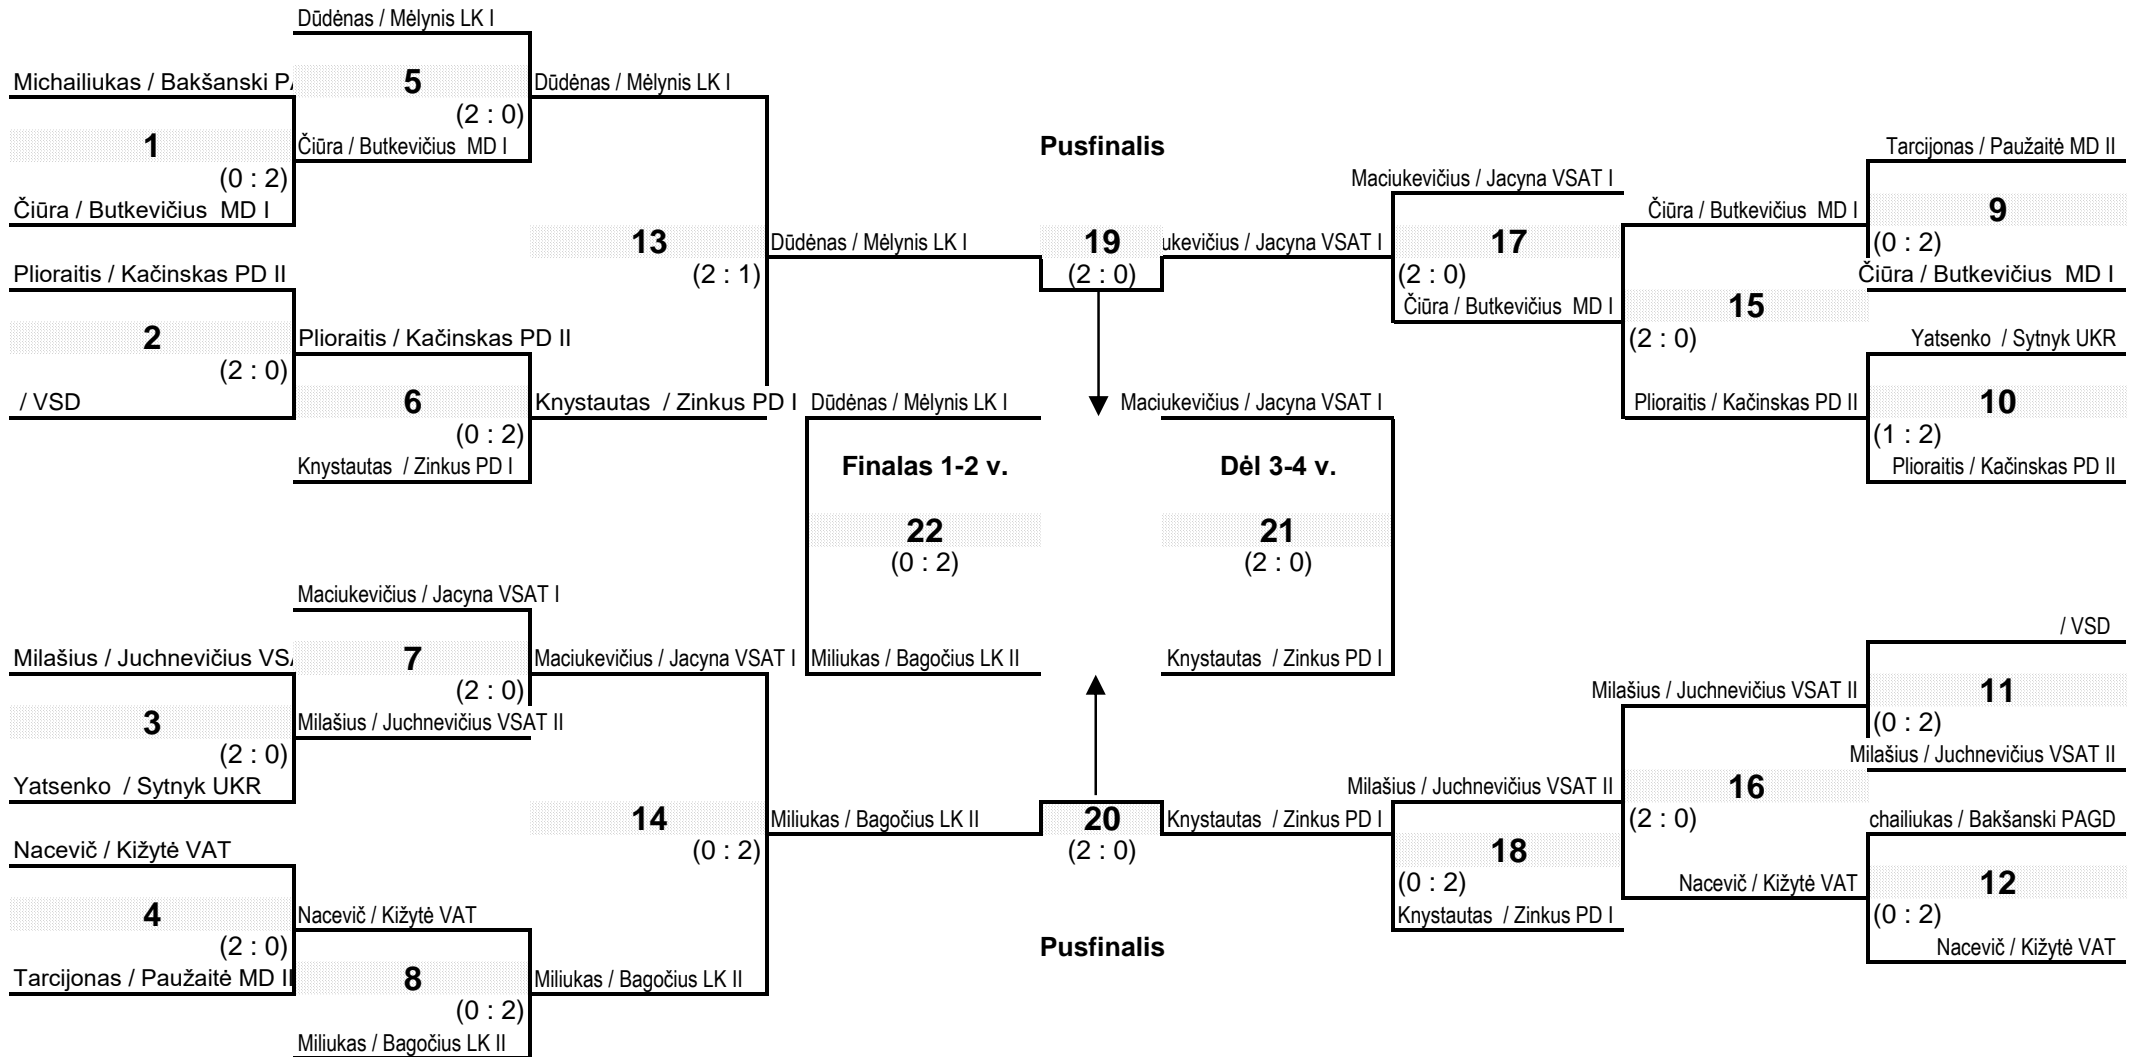 Dūdėnas / Mėlynis LK I
Michailiukas / Bakšanski PA
5
Dūdėnas / Mėlynis LK I
(2 : 0)
1
Čiūra / Butkevičius  MD I
(0 : 2)
Čiūra / Butkevičius  MD I
13
Dūdėnas / Mėlynis LK I
(2 : 1)
Plioraitis / Kačinskas PD II
2
Plioraitis / Kačinskas PD II
(2 : 0)
/ VSD
6
Knystautas  / Zinkus PD I
(0 : 2)
Knystautas  / Zinkus PD I
Maciukevičius / Jacyna VSAT I
Milašius / Juchnevičius VSA
7
Maciukevičius / Jacyna VSAT I
(2 : 0)
3
Milašius / Juchnevičius VSAT II
(2 : 0)
Yatsenko  / Sytnyk UKR
14
Miliukas / Bagočius LK II
(0 : 2)
Nacevič / Kižytė VAT
4
Nacevič / Kižytė VAT
(2 : 0)
Tarcijonas / Paužaitė MD II
8
Miliukas / Bagočius LK II
(0 : 2)
Miliukas / Bagočius LK II
Pusfinalis
19
(2 : 0)
Dūdėnas / Mėlynis LK I
Finalas 1-2 v.
22
(0 : 2)
Miliukas / Bagočius LK II
Maciukevičius / Jacyna VSAT I
Dėl 3-4 v.
21
(2 : 0)
Knystautas  / Zinkus PD I
20
(2 : 0)
Pusfinalis
Maciukevičius / Jacyna VSAT I
ukevičius / Jacyna VSAT I
17
(2 : 0)
Čiūra / Butkevičius  MD I
Tarcijonas / Paužaitė MD II
Čiūra / Butkevičius  MD I
9
(0 : 2)
Čiūra / Butkevičius  MD I
15
(2 : 0)
Yatsenko  / Sytnyk UKR
Plioraitis / Kačinskas PD II
10
(1 : 2)
Plioraitis / Kačinskas PD II
/ VSD
Milašius / Juchnevičius VSAT II
11
(0 : 2)
Milašius / Juchnevičius VSAT II
Milašius / Juchnevičius VSAT II
16
(2 : 0)
Knystautas  / Zinkus PD I
18
(0 : 2)
Knystautas  / Zinkus PD I
chailiukas / Bakšanski PAGD
Nacevič / Kižytė VAT
12
(0 : 2)
Nacevič / Kižytė VAT